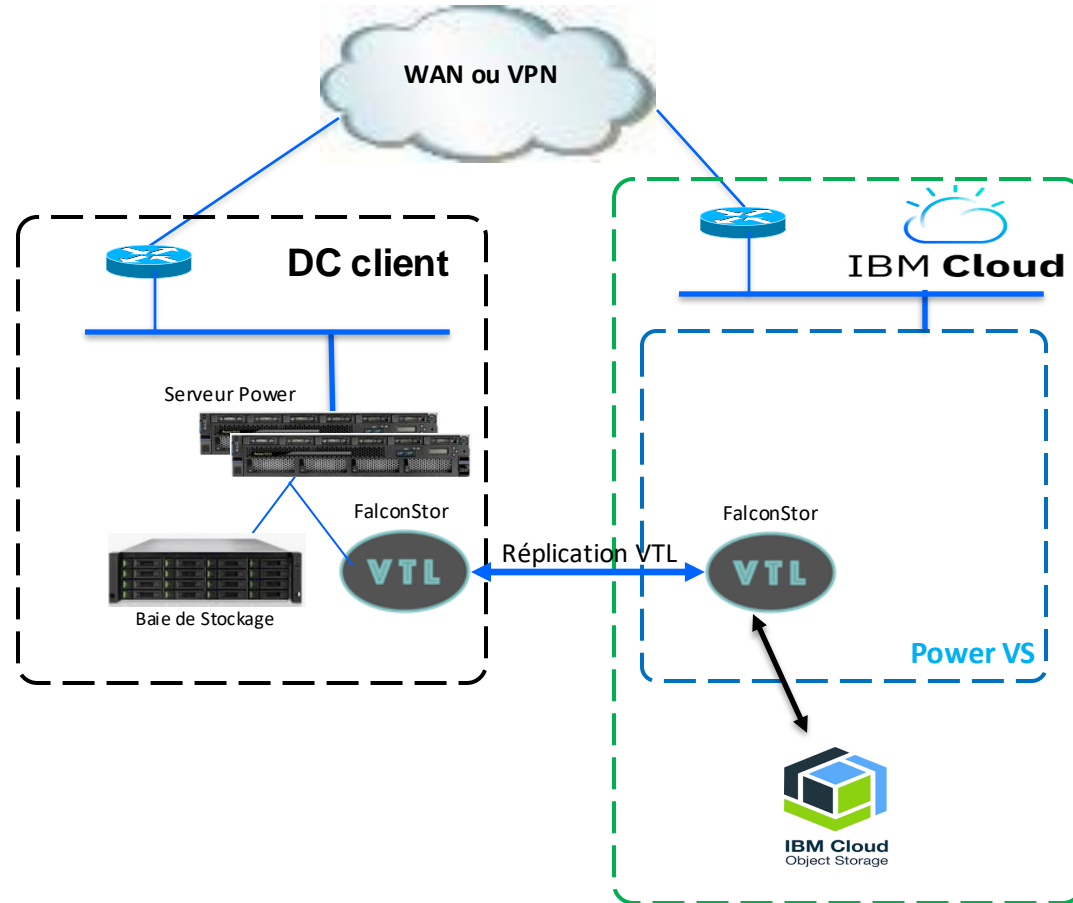 WAN ou VPN
DC client
IBM Cloud
Serveur Power
FalconStor
VTL
Baie de Stockage
Réplication VTL
FalconStor
VTL
Power VS
IBM Cloud
Object Storage